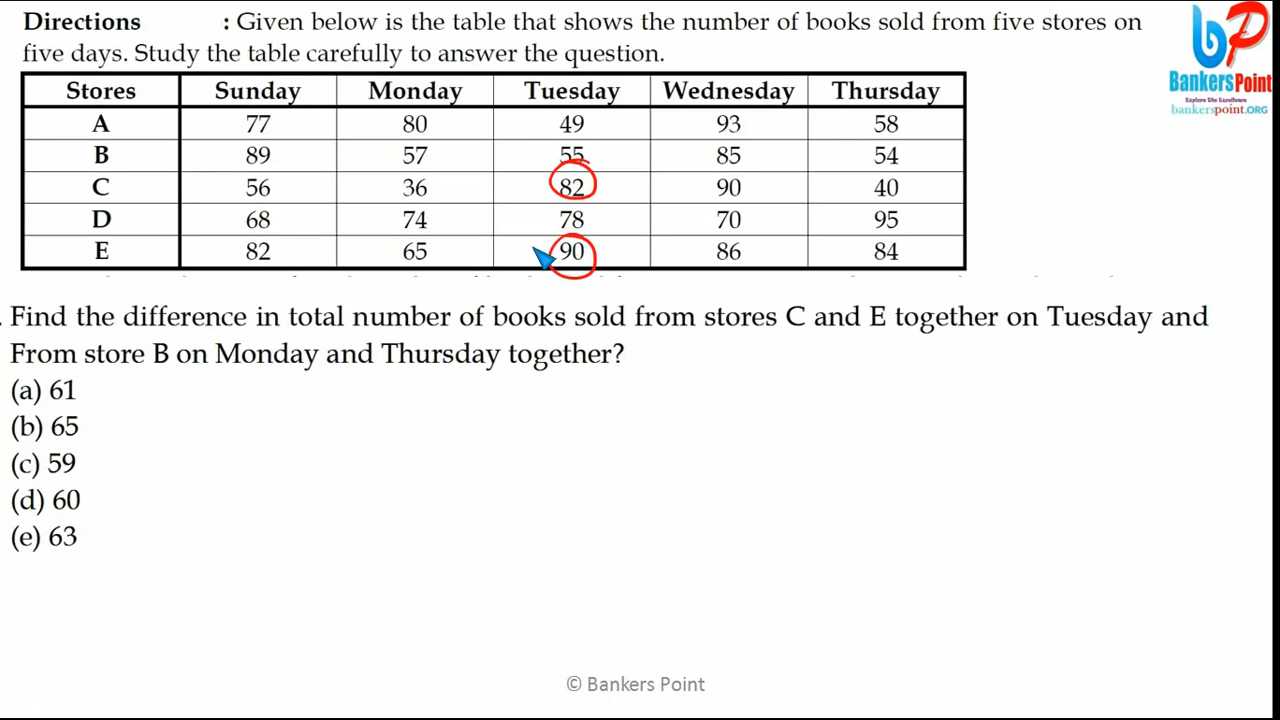 Directions : Given below is the table that shows the number of books sold from five stores on
five days. Study the table carefully to answer the question.
Stores Sunday Monday Tuesday Wednesday Thursday
A 77 80 49 93 58
B 89 57 55 85 54
C 56 36 82 90 40
D 68 74 78 70 95
E 82 65 90 86 84
. Find the difference in total number of books sold from stores C and E together on Tuesday and
From store B on Monday and Thursday together?
(a) 61
(b) 65
(c) 59
(d) 60
(e) 63
bP
BankersPoint
Explore The Excellence
bankerspoint.ORG
© Bankers Point